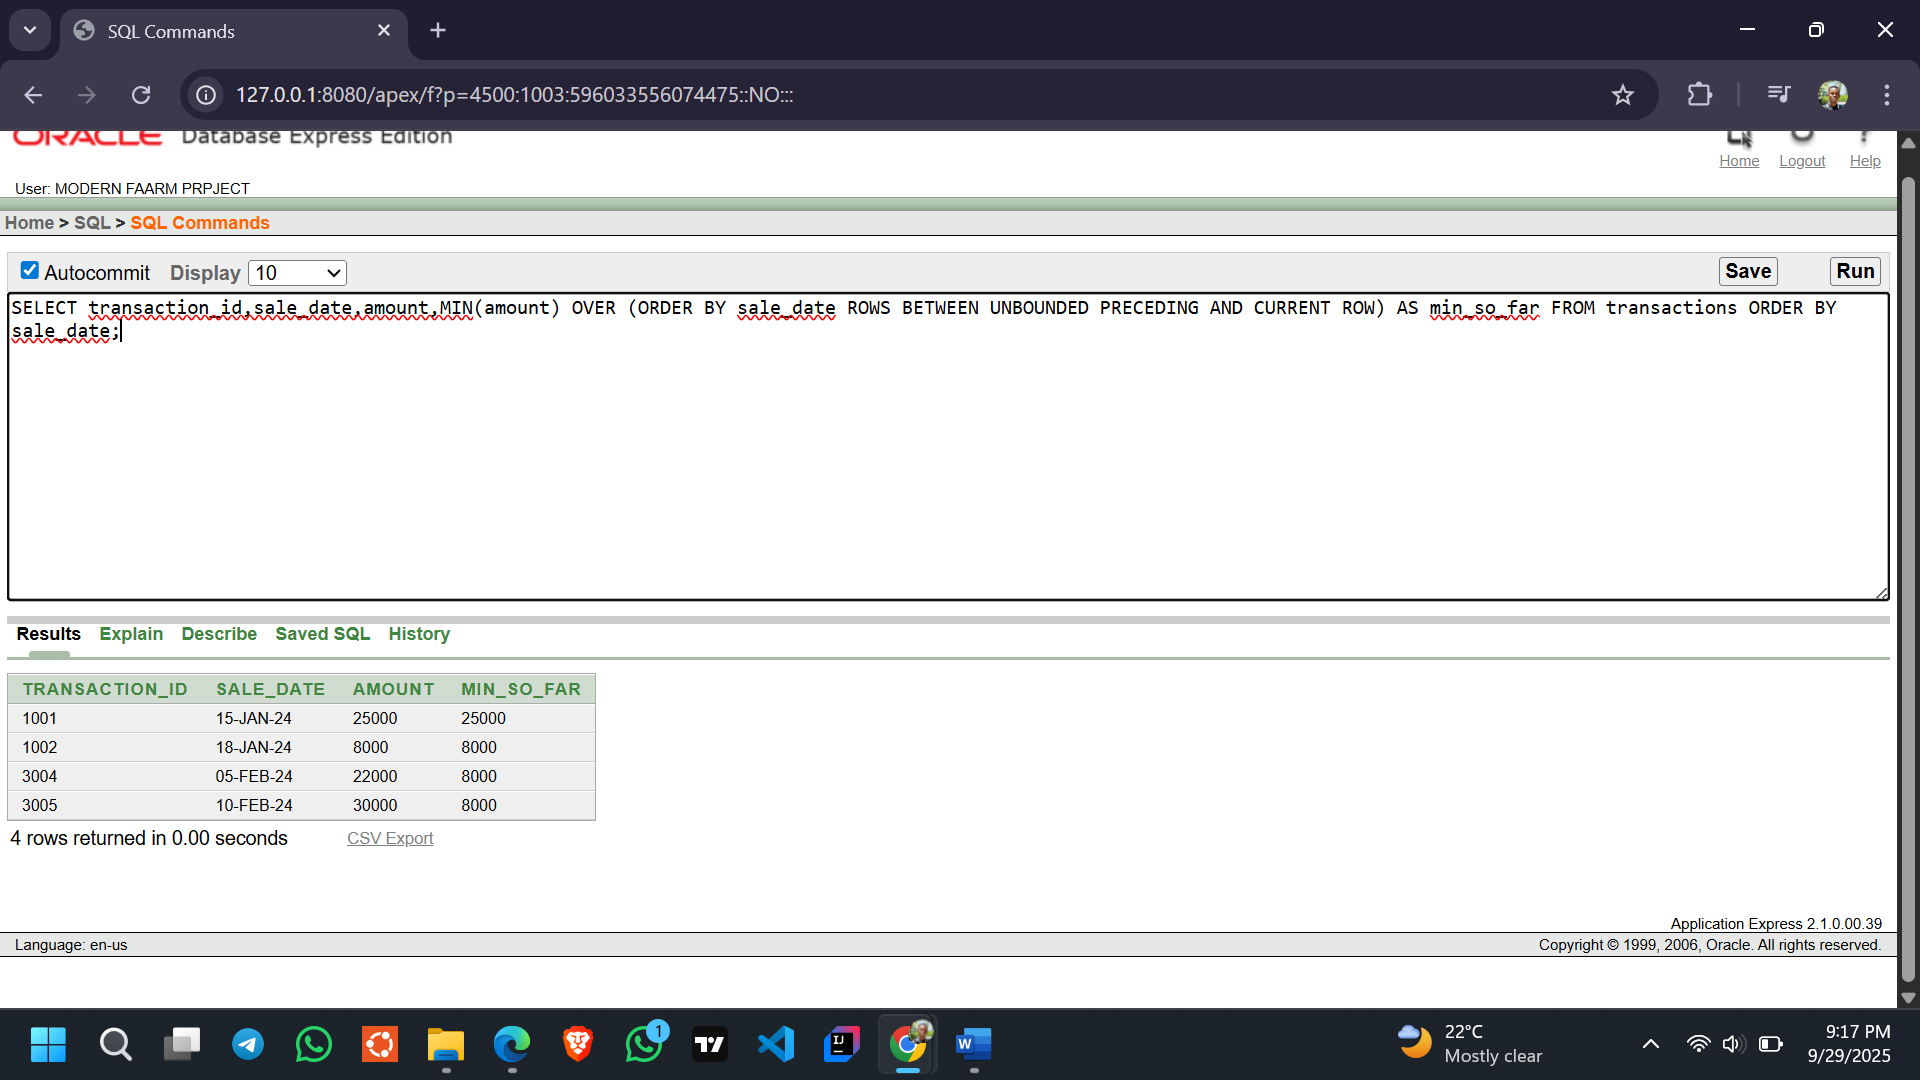 SQL Commands
127.0.0.1:8080/apex/f?p=4500:1003:596033556074475::NO:::
ORACLE Database Express Edition
Home Logout Help
User: MODERN FAARM PRPJECT
Home > SQL > SQL Commands
Autocommit Display 10 Save Run
SELECT transaction_id,sale_date,amount,MIN(amount) OVER (ORDER BY sale_date ROWS BETWEEN UNBOUNDED PRECEDING AND CURRENT ROW) AS min_so_far FROM transactions ORDER BY
sale_date;
Results Explain Describe Saved SQL History
TRANSACTION_ID SALE_DATE AMOUNT MIN_SO_FAR
1001 15-JAN-24 25000 25000
1002 18-JAN-24 8000 8000
3004 05-FEB-24 22000 8000
3005 10-FEB-24 30000 8000
4 rows returned in 0.00 seconds CSV Export
Application Express 2.1.0.00.39
Language: en-us Copyright © 1999, 2006, Oracle. All rights reserved.
1
22°C
Mostly clear
9:17 PM
9/29/2025